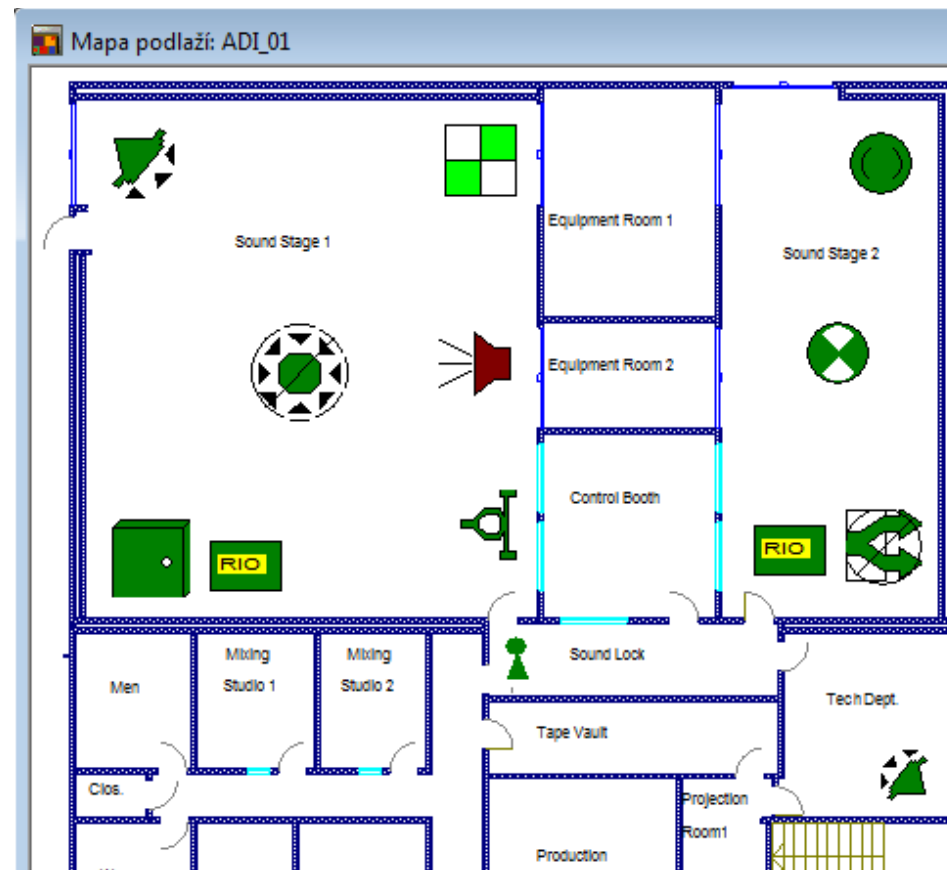 Mapa podlaží: ADI_01
Sound Stage 1
Equipment Room 1
Sound Stage 2
Equipment Room 2
Control Booth
RIO
RIO
Mixing
Studio 1
Mixing
Studio 2
Sound Lock
Men
Tech Dept.
Tape Vault
Clos.
Projection
Room1
Production